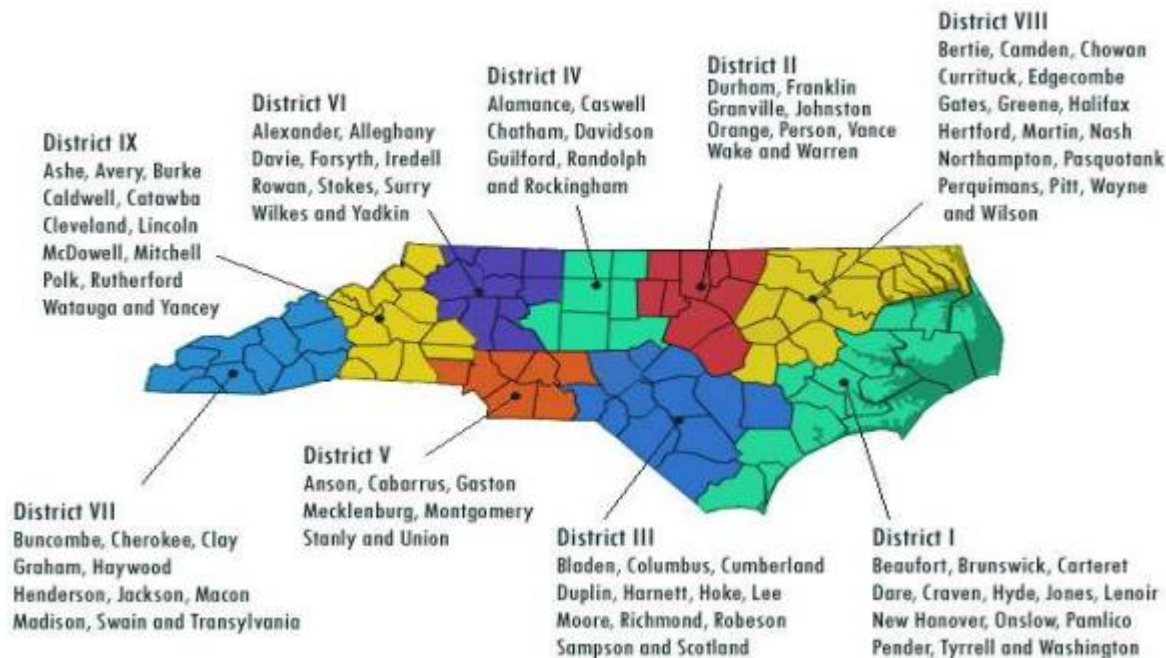 District IX
Ashe, Avery, Burke
Caldwell, Catawba
Cleveland, Lincoln
McDowell, Mitchell
Polk, Rutherford
Watauga and Yancey
District VI
Alexander, Alleghany
Davie, Forsyth, Iredell
Rowan, Stokes, Surry
Wilkes and Yadkin
District IV
Alamance, Caswell
Chatham, Davidson
Guilford, Randolph
and Rockingham
District II
Durham, Franklin
Granville, Johnston
Orange, Person, Vance
Wake and Warren
District VIII
Bertie, Camden, Chowan
Currituck, Edgecombe
Gates, Greene, Halifax
Hertford, Martin, Nash
Northampton, Pasquotank
Perquimans, Pitt, Wayne
and Wilson
District VII
Buncombe, Cherokee, Clay
Graham, Haywood
Henderson, Jackson, Macon
Madison, Swain and Transylvania
District V
Anson, Cabarrus, Gaston
Mecklenburg, Montgomery
Stanly and Union
District III
Bladen, Columbus, Cumberland
Duplin, Harnett, Hoke, Lee
Moore, Richmond, Robeson
Sampson and Scotland
District I
Beaufort, Brunswick, Carteret
Dare, Craven, Hyde, Jones, Lenoir
New Hanover, Onslow, Pamlico
Pender, Tyrrell and Washington